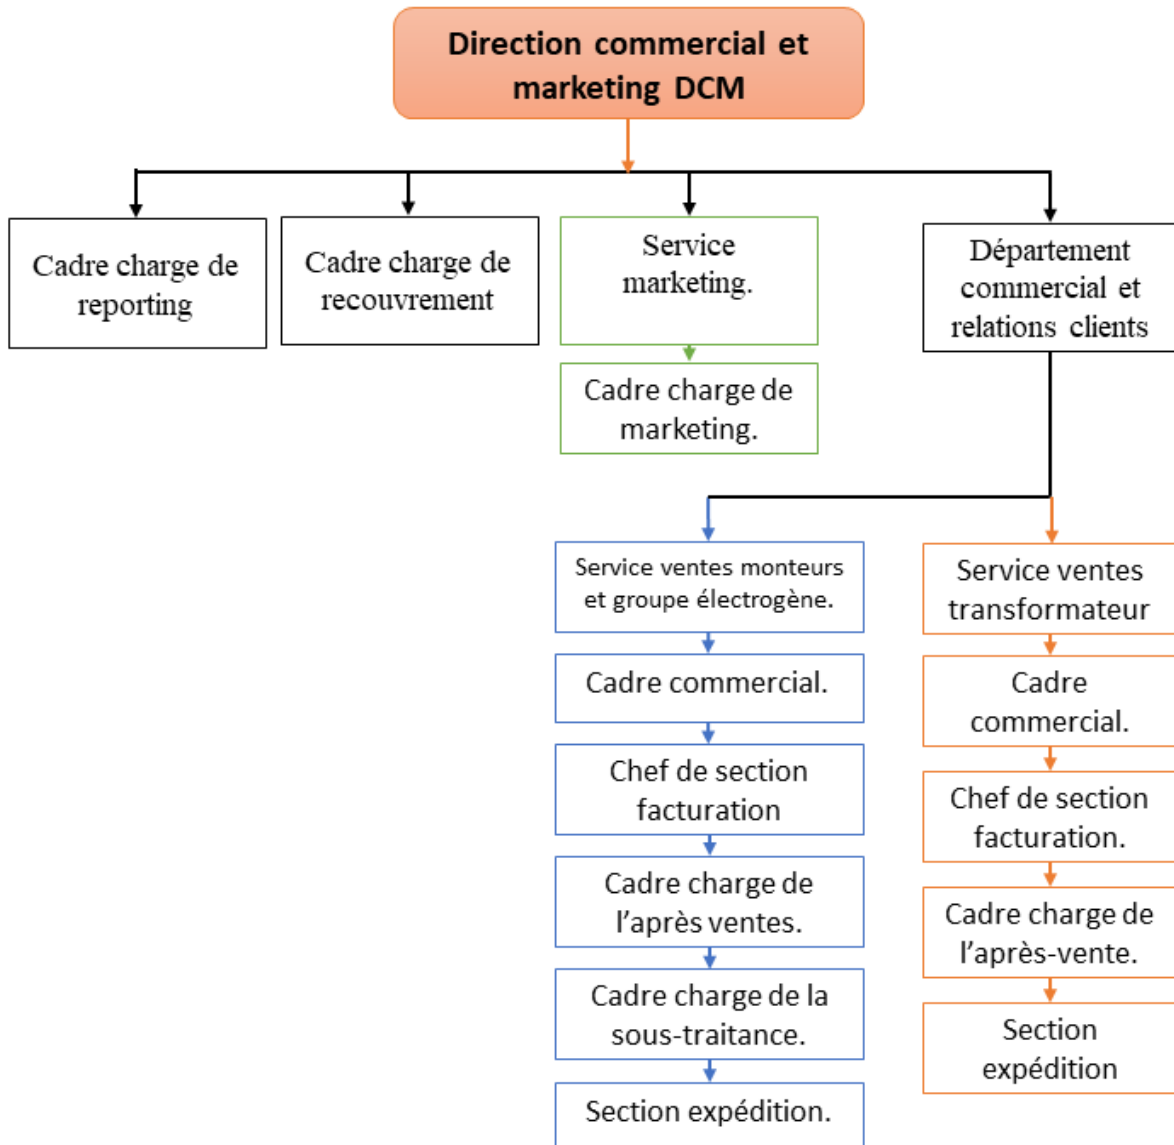 Direction commercial et
marketing DCM
Cadre charge de
reporting
Cadre charge de
recouvrement
Service
marketing.
Département
commercial et
relations clients
Cadre charge de
marketing.
Service ventes monteurs
et groupe électrogène.
Cadre commercial.
Chef de section
facturation
Cadre charge de
l’après ventes.
Cadre charge de la
sous-traitance.
Section expédition.
Service ventes
transformateur
Cadre
commercial.
Chef de section
facturation.
Cadre charge de
l’après-vente.
Section
expédition